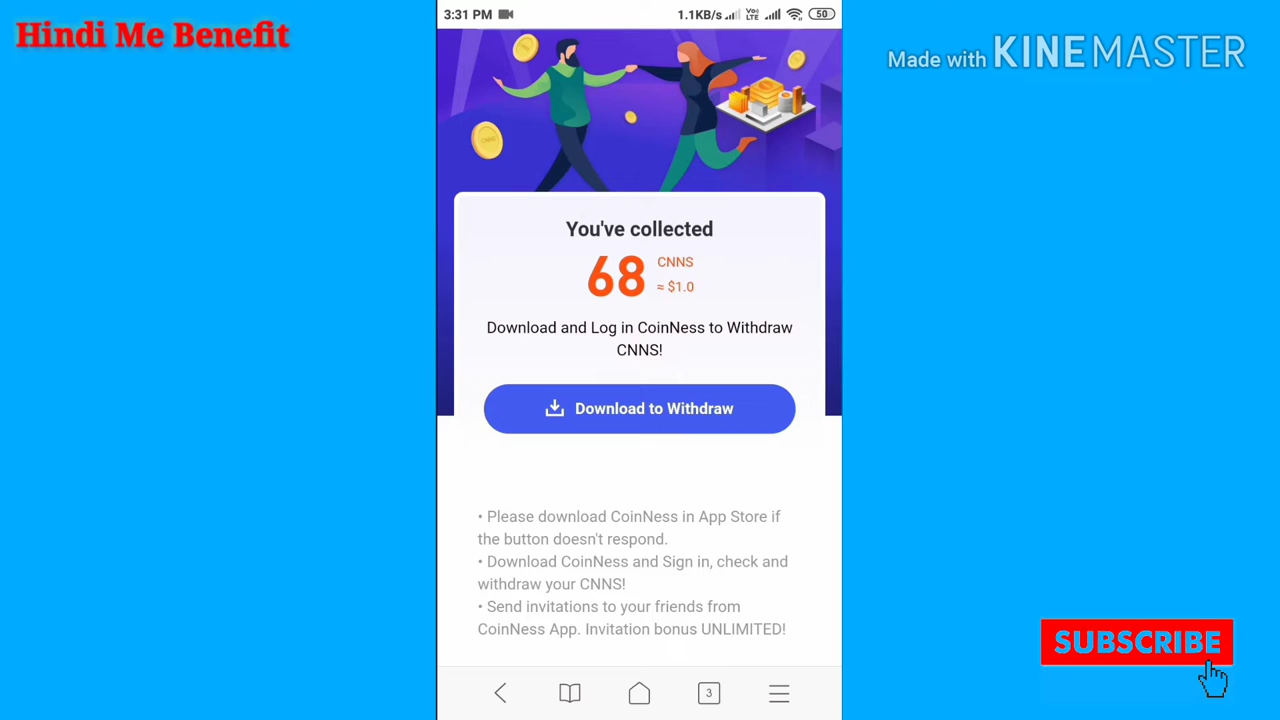 Hindi Me Benefit
Made with KINEMASTER
3:31 PM
1.1KB/s
Vo) LTE
50
CNNS
You've collected
68 CNNS
≈ $1.0
Download and Log in CoinNess to Withdraw
CNNS!
Download to Withdraw
• Please download CoinNess in App Store if
the button doesn't respond.
• Download CoinNess and Sign in, check and
withdraw your CNNS!
• Send invitations to your friends from
CoinNess App. Invitation bonus UNLIMITED!
3
SUBSCRIBE